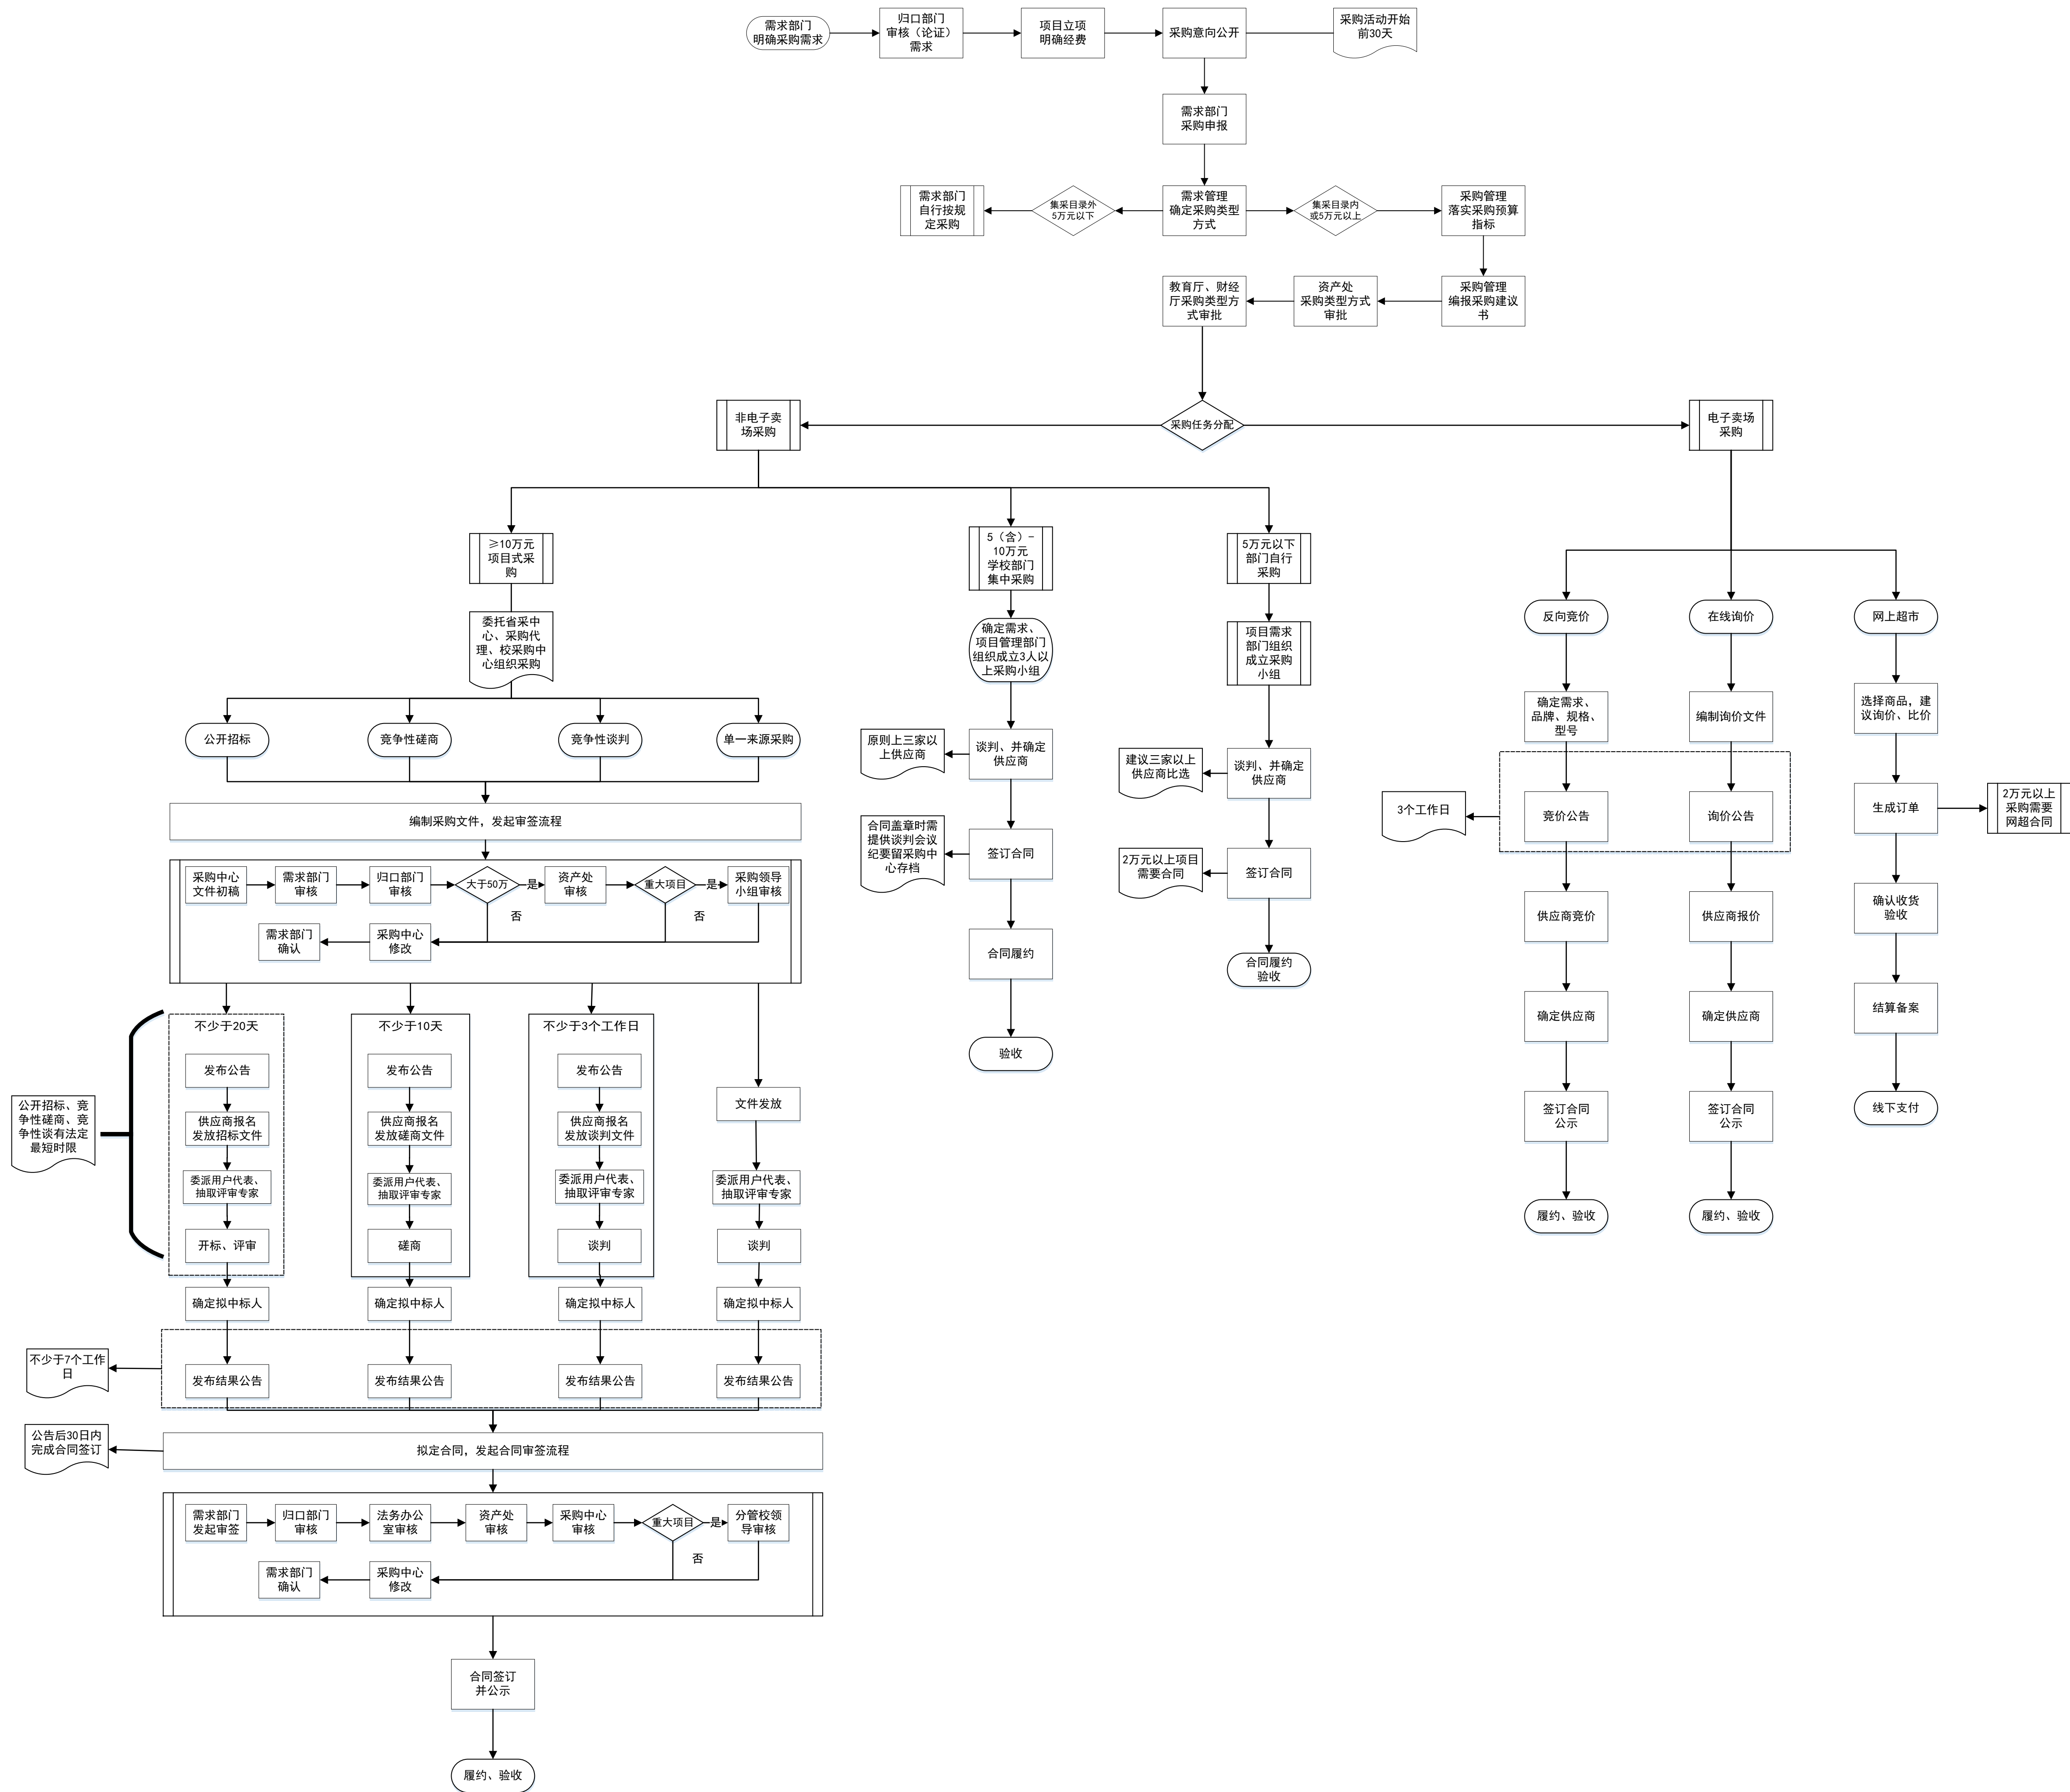 需求部门
明确采购需求
归口部门
审核（论证）
需求
项目立项
明确经费
采购意向公开
采购活动开始
前30天
需求部门
采购申报
需求部门
自行按规
定采购
集采目录外
5万元以下
需求管理
确定采购类型
方式
集采目录内
或5万元以上
采购管理
落实采购预算
指标
教育厅、财经
厅采购类型方
式审批
资产处
采购类型方式
审批
采购管理
编报采购建议
书
非电子卖
场采购
采购任务分配
电子卖场
采购
≥10万元
项目式采
购
5（含）-
10万元
学校部门
集中采购
5万元以下
部门自行
采购
委托省采中
心、采购代
理、校采购中
心组织采购
确定需求、
项目管理部门
组织成立3人以
上采购小组
项目需求
部门组织
成立采购
小组
反向竞价
在线询价
网上超市
公开招标
竞争性磋商
竞争性谈判
单一来源采购
原则上三家以
上供应商
谈判、并确定
供应商
建议三家以上
供应商比选
谈判、并确定
供应商
确定需求、
品牌、规格、
型号
编制询价文件
选择商品，建
议询价、比价
编制采购文件，发起审签流程
3个工作日
竞价公告
询价公告
生成订单
2万元以上
采购需要
网超合同
合同盖章时需
提供谈判会议
纪要留采购中
心存档
签订合同
2万元以上项目
需要合同
签订合同
采购中心
文件初稿
需求部门
审核
归口部门
审核
大于50万
是
资产处
审核
重大项目
是
采购领导
小组审核
否
否
需求部门
确认
采购中心
修改
供应商竞价
供应商报价
确认收货
验收
合同履约
合同履约
验收
确定供应商
确定供应商
结算备案
验收
不少于20天
不少于10天
不少于3个工作日
发布公告
发布公告
发布公告
文件发放
公开招标、竞
争性磋商、竞
争性谈有法定
最短时限
供应商报名
发放招标文件
供应商报名
发放磋商文件
供应商报名
发放谈判文件
签订合同
公示
签订合同
公示
线下支付
委派用户代表、
抽取评审专家
委派用户代表、
抽取评审专家
委派用户代表、
抽取评审专家
委派用户代表、
抽取评审专家
履约、验收
履约、验收
开标、评审
磋商
谈判
谈判
确定拟中标人
确定拟中标人
确定拟中标人
确定拟中标人
不少于7个工作
日
发布结果公告
发布结果公告
发布结果公告
发布结果公告
公告后30日内
完成合同签订
拟定合同，发起合同审签流程
需求部门
发起审签
归口部门
审核
法务办公
室审核
资产处
审核
采购中心
审核
重大项目
是
分管校领
导审核
否
需求部门
确认
采购中心
修改
合同签订
并公示
履约、验收